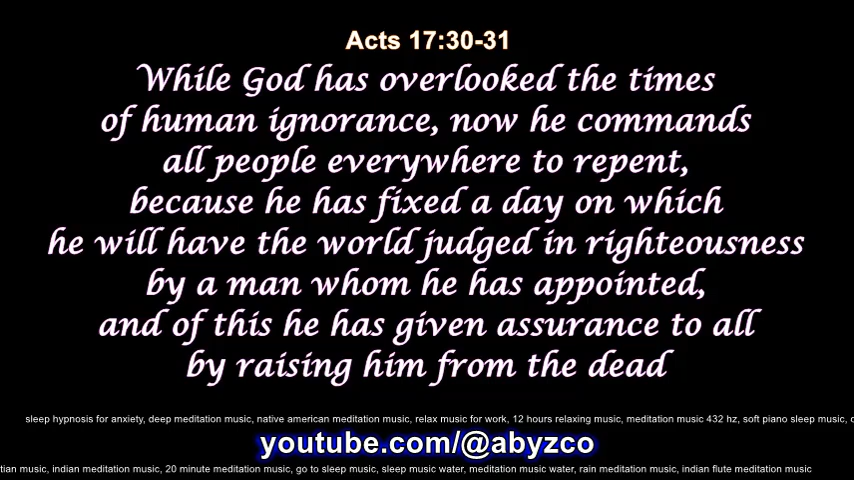 Acts 17:30-31
While God has overlooked the times
of human ignorance, now he commands
all people everywhere to repent,
because he has fixed a day on which
he will have the world judged in righteousness
by a man whom he has appointed,
and of this he has given assurance to all
by raising him from the dead
sleep hypnosis for anxiety, deep meditation music, native american meditation music, relax music for work, 12 hours relaxing music, meditation music 432 hz, soft piano sleep music,
youtube.com/@abyzco
music, indian meditation music, 20 minute meditation music, go to sleep music, sleep music water, meditation music water, rain meditation music, indian flute meditation music